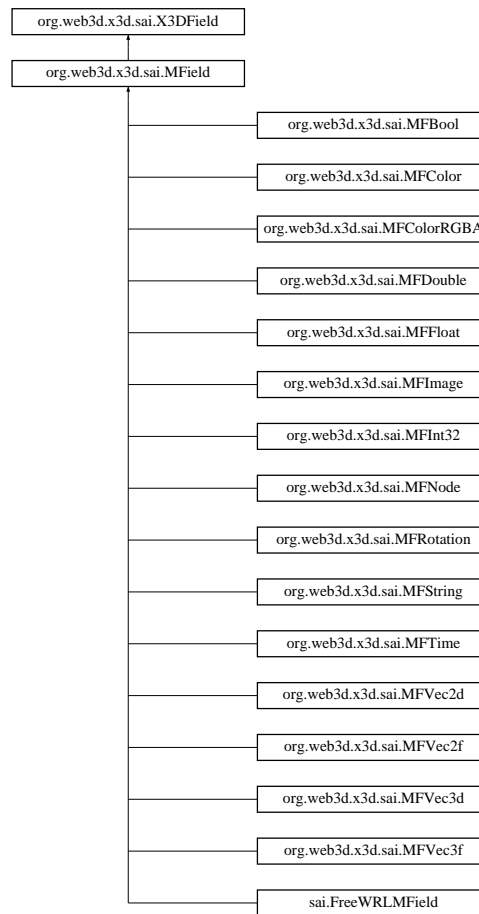 org.web3d.x3d.sai.X3DField
org.web3d.x3d.sai.MField
org.web3d.x3d.sai.MFBool
org.web3d.x3d.sai.MFColor
org.web3d.x3d.sai.MFColorRGBA
org.web3d.x3d.sai.MFDouble
org.web3d.x3d.sai.MFFloat
org.web3d.x3d.sai.MFImage
org.web3d.x3d.sai.MFInt32
org.web3d.x3d.sai.MFNode
org.web3d.x3d.sai.MFRotation
org.web3d.x3d.sai.MFString
org.web3d.x3d.sai.MFTime
org.web3d.x3d.sai.MFVec2d
org.web3d.x3d.sai.MFVec2f
org.web3d.x3d.sai.MFVec3d
org.web3d.x3d.sai.MFVec3f
sai.FreeWRLMField